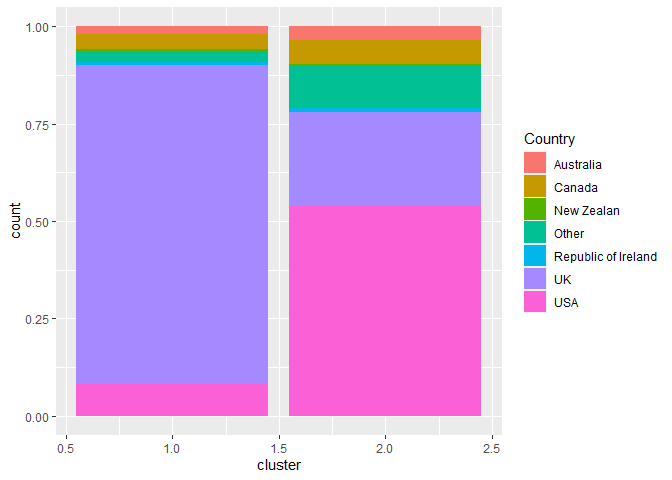 1.00
0.75
0.50
0.25
0.00
count
0.5 1.0 1.5 2.0 2.5
cluster
Country
Australia
Canada
New Zealan
Other
Republic of Ireland
UK
USA